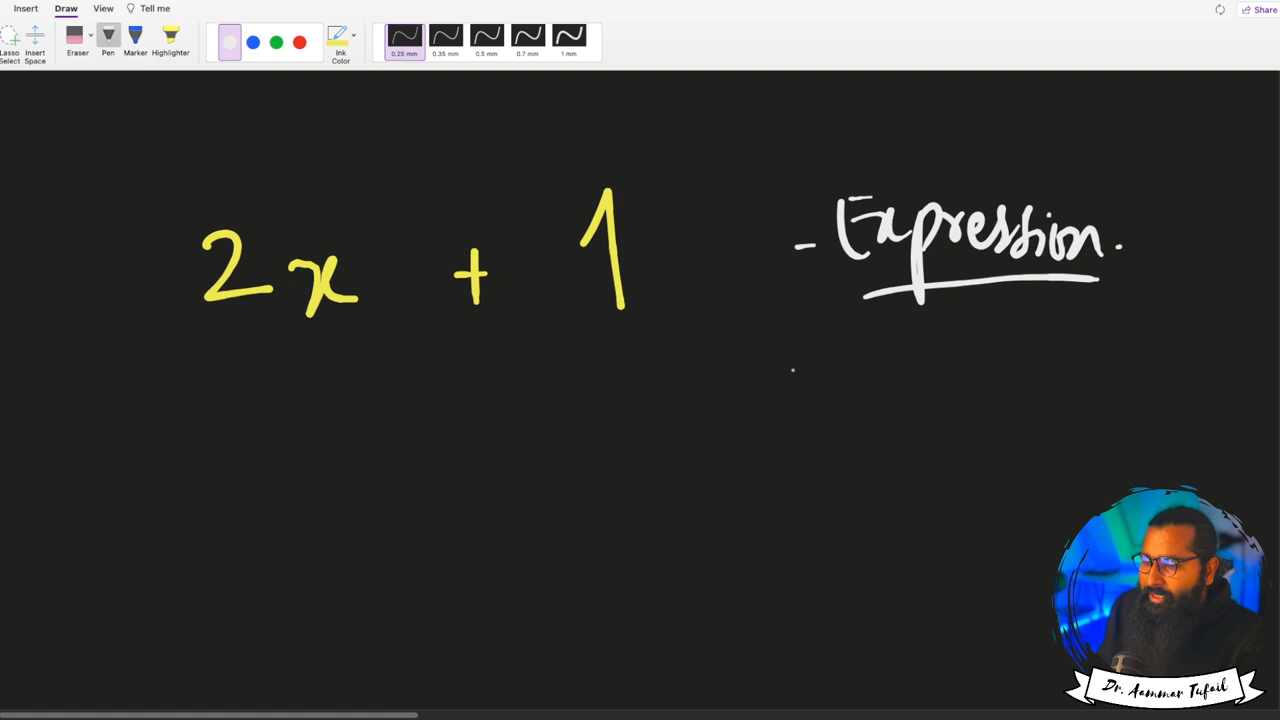 Insert Draw View Tell me
Share
Lasso Select
Insert Space
Eraser
Pen
Marker
Highlighter
Ink Color
0.25 mm
0.35 mm
0.5 mm
0.7 mm
1 mm
2x + 1 - Expression.
Dr. Aammar Tufail